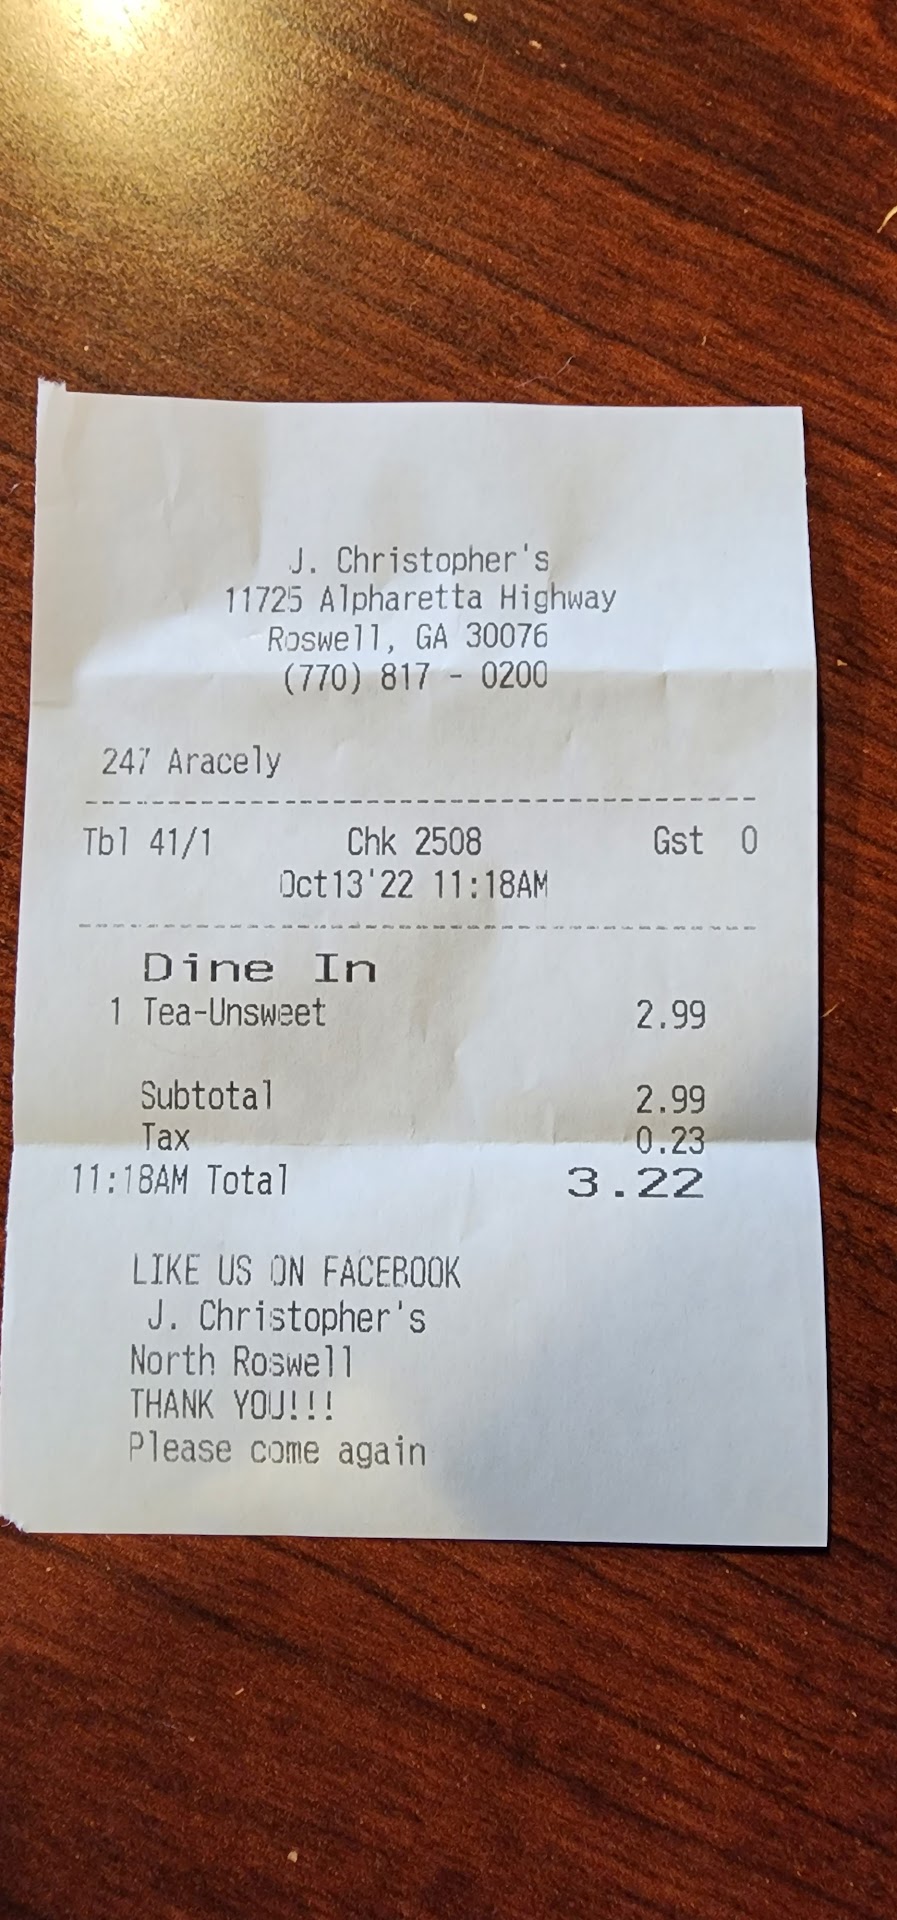 J. Christopher's
11725 Alpharetta Highway
Roswell, GA 30076
(770) 817 - 0200
247 Aracely
Tbl 41/1 Chk 2508 Gst 0
Oct13'22 11:18AM
Dine In
1 Tea-Unsweet 2.99
Subtotal 2.99
Tax 0.23
11:18AM Total 3.22
LIKE US ON FACEBOOK
J. Christopher's
North Roswell
THANK YOU!!!
Please come again